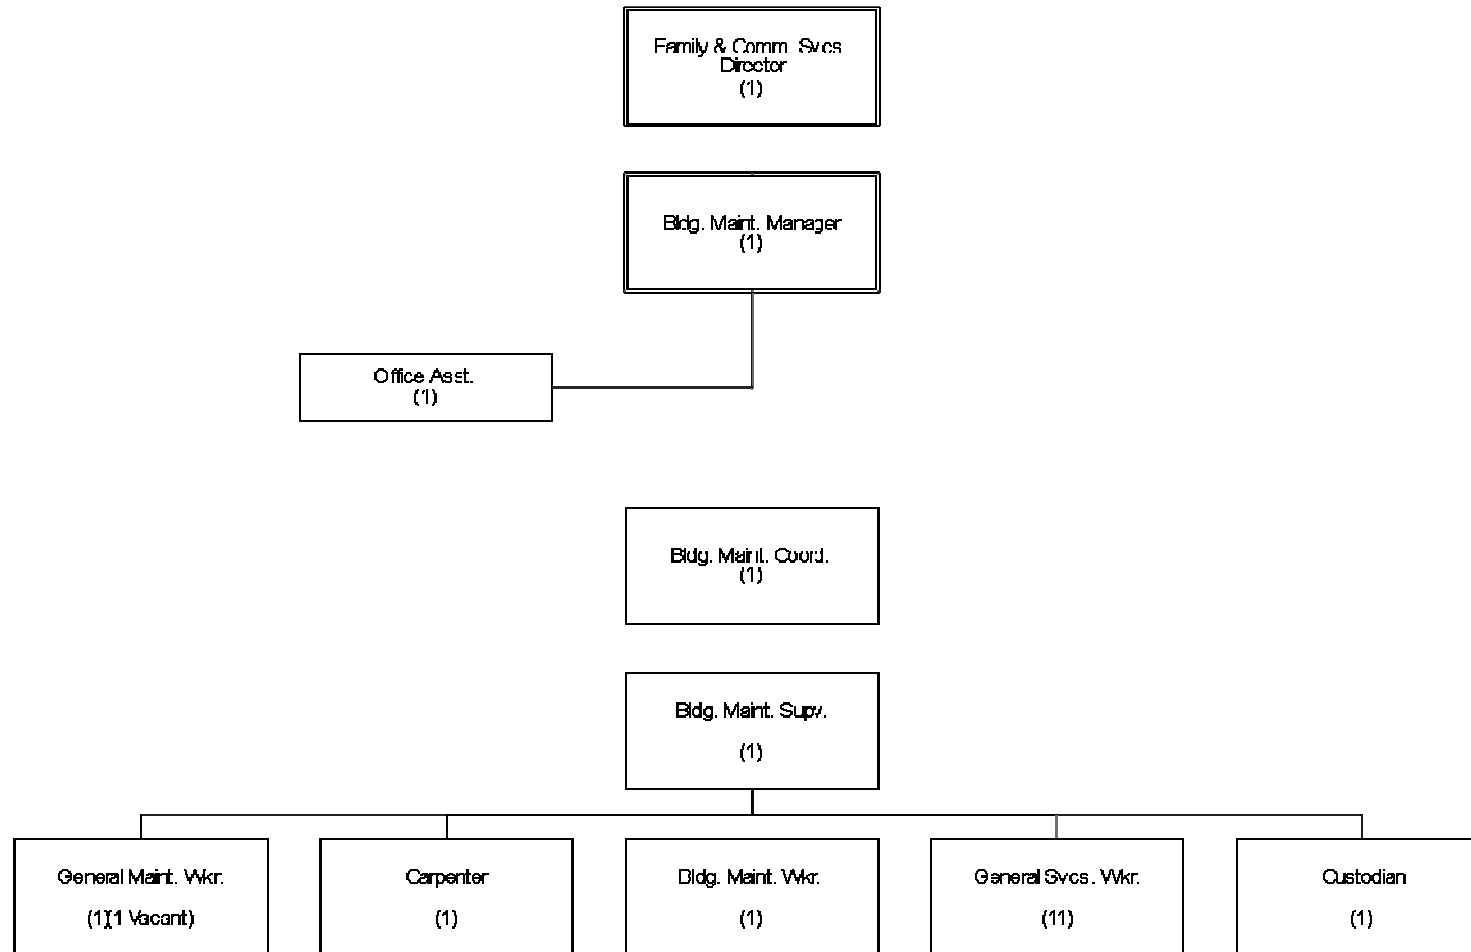 Family & Comm. Svcs.
Director
(1)
Bldg. Maint. Manager
(1)
Office Asst.
(1)
Bldg. Maint. Coord.
(1)
Bldg. Maint. Supv.
(1)
General Maint. Wkr.
(1)(1 Vacant)
Carpenter
(1)
Bldg. Maint. Wkr.
(1)
General Svcs. Wkr.
(11)
Custodian
(1)